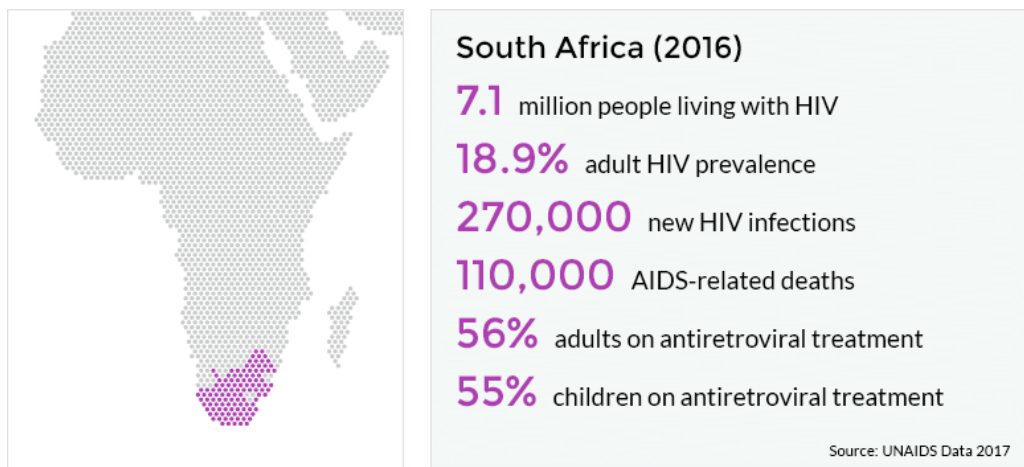 South Africa (2016)
7.1 million people living with HIV
18.9% adult HIV prevalence
270,000 new HIV infections
110,000 AIDS-related deaths
56% adults on antiretroviral treatment
55% children on antiretroviral treatment
Source: UNAIDS Data 2017